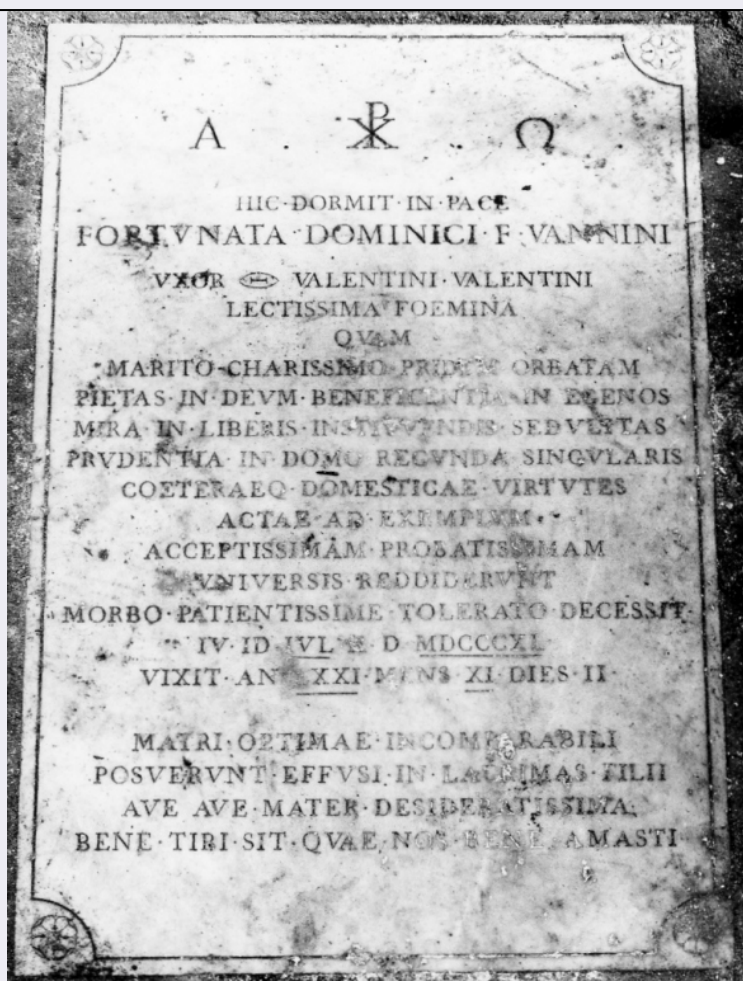 Α · ☧ · Ω
HIC·DORMIT·IN·PACE
FORTVNATA·DOMINICI·F·VANNINI
VXOR VALENTINI·VALENTINI
LECTISSIMA FOEMINA
QVAM
MARITO·CHARISSIMO·PRIDEM ORBATAM
PIETAS·IN·DEVM·BENEFICENTIA·IN·EGENOS
MIRA·IN·LIBERIS·INSTITVENDIS·SEDVLITAS
PRVDENTIA·IN·DOMO REGVNDA·SINGVLARIS
COETERAEQ·DOMESTICAE·VIRTVTES
ACTAE·AD·EXEMPLVM·
ACCEPTISSIMAM·PROBATISSIMAM
VNIVERSIS·REDDIDERVNT
MORBO·PATIENTISSIME·TOLERATO·DECESSIT·
IV·ID·IVL·A·D·MDCCCXL
VIXIT·AN· MENS·XI·DIES·II·
MATRI·OPTIMAE·INCOMPARABILI
POSVERVNT·EFFVSI·IN·LACRIMAS·FILII
AVE AVE·MATER·DESIDERATISSIMA
BENE·TIBI·SIT·QVAE·NOS·BENE·AMASTI